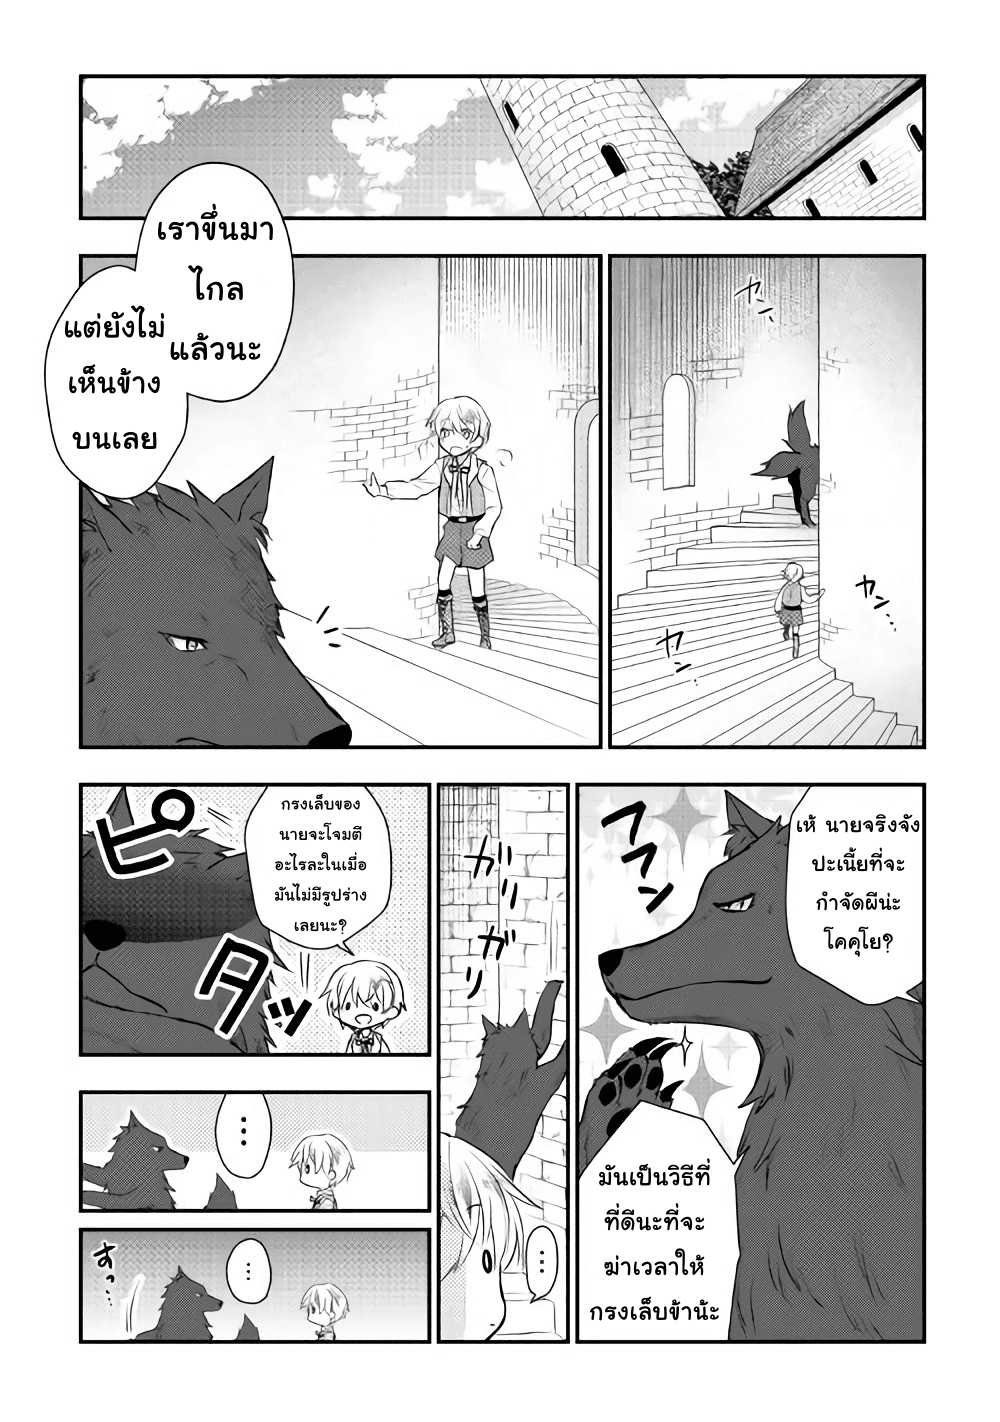 เราขึ้นมา
ไกล
แล้วนะ
แต่ยังไม่
เห็นข้าง
บนเลย
ヤン
ヤン
ヤン
เห้ นายจริงจัง
ปะเนี้ยที่จะ
กำจัดผีน่ะ
โคคุโย?
フフン
มันเป็นวิธีที่
ที่ดีนะที่จะ
ฆ่าเวลาให้
กรงเล็บข้าน้ะ
ガリ
ガリ
...
กรงเล็บของ
นายจะโจมตี
อะไรละในเมื่อ
มันไม่มีรูปร่าง
เลยนะ?
ピタッ
...
...
すっ…